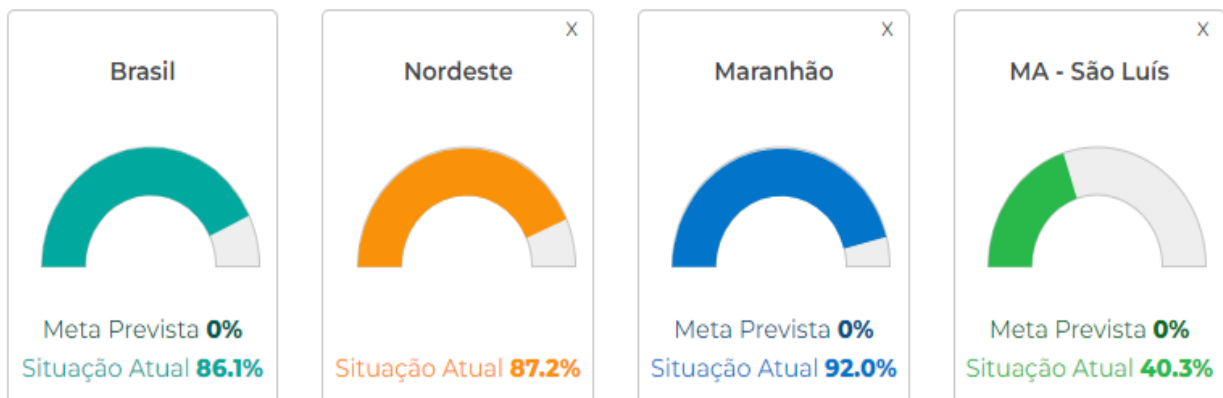 X X X
Brasil Nordeste Maranhão MA - São Luís
Meta Prevista 0% Meta Prevista 0% Meta Prevista 0%
Situação Atual 86.1% Situação Atual 87.2% Situação Atual 92.0% Situação Atual 40.3%